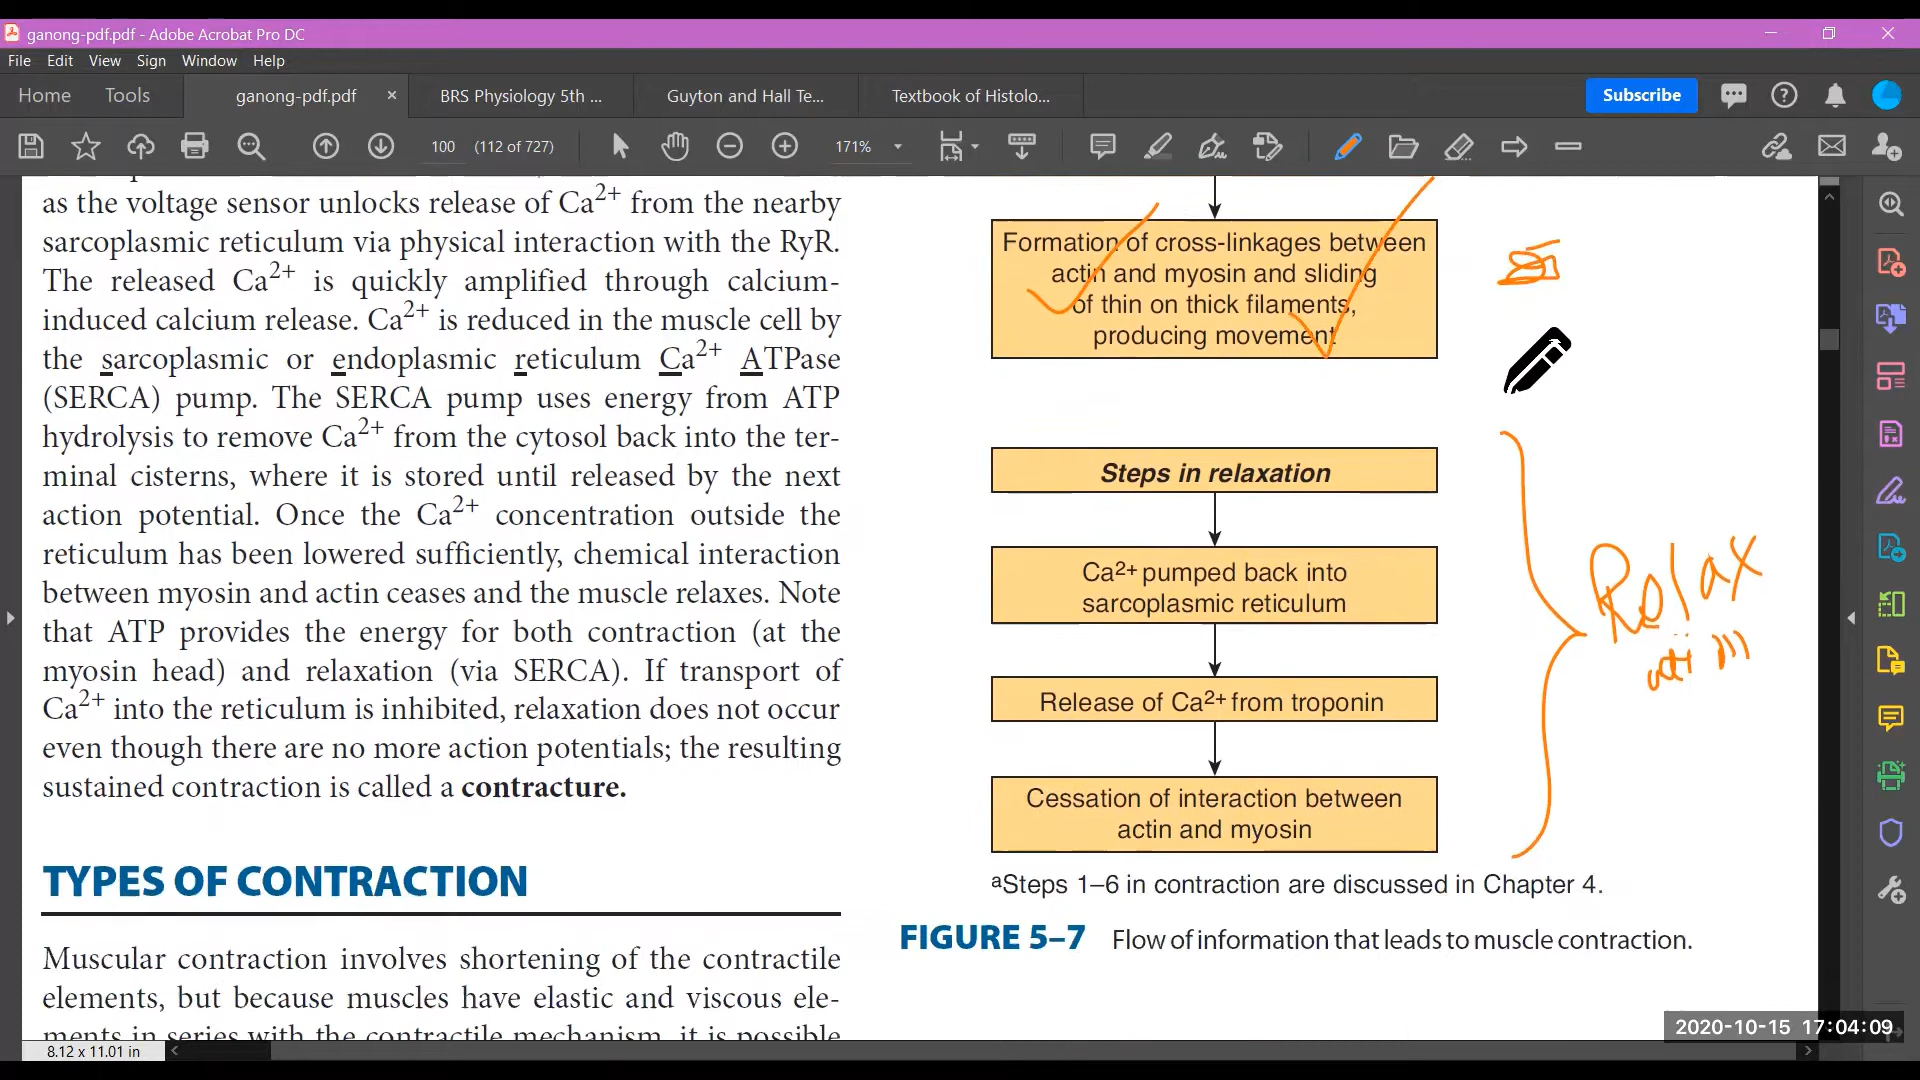 ganong-pdf.pdf - Adobe Acrobat Pro DC
File Edit View Sign Window Help
Home Tools ganong-pdf.pdf × BRS Physiology 5th ... Guyton and Hall Te... Textbook of Histolo... Subscribe
100 (112 of 727) 171%
as the voltage sensor unlocks release of Ca2+ from the nearby
sarcoplasmic reticulum via physical interaction with the RyR.
The released Ca2+ is quickly amplified through calcium-
induced calcium release. Ca2+ is reduced in the muscle cell by
the sarcoplasmic or endoplasmic reticulum Ca2+ ATPase
(SERCA) pump. The SERCA pump uses energy from ATP
hydrolysis to remove Ca2+ from the cytosol back into the ter-
minal cisterns, where it is stored until released by the next
action potential. Once the Ca2+ concentration outside the
reticulum has been lowered sufficiently, chemical interaction
between myosin and actin ceases and the muscle relaxes. Note
that ATP provides the energy for both contraction (at the
myosin head) and relaxation (via SERCA). If transport of
Ca2+ into the reticulum is inhibited, relaxation does not occur
even though there are no more action potentials; the resulting
sustained contraction is called a contracture.
TYPES OF CONTRACTION
Muscular contraction involves shortening of the contractile
elements, but because muscles have elastic and viscous ele-
ments in series with the contractile mechanism, it is possible
Formation of cross-linkages between
actin and myosin and sliding
of thin on thick filaments,
producing movement
Steps in relaxation
Ca2+ pumped back into
sarcoplasmic reticulum
Release of Ca2+ from troponin
Cessation of interaction between
actin and myosin
Relax
aSteps 1–6 in contraction are discussed in Chapter 4.
FIGURE 5–7 Flow of information that leads to muscle contraction.
2020-10-15 17:04:09
8.12 x 11.01 in